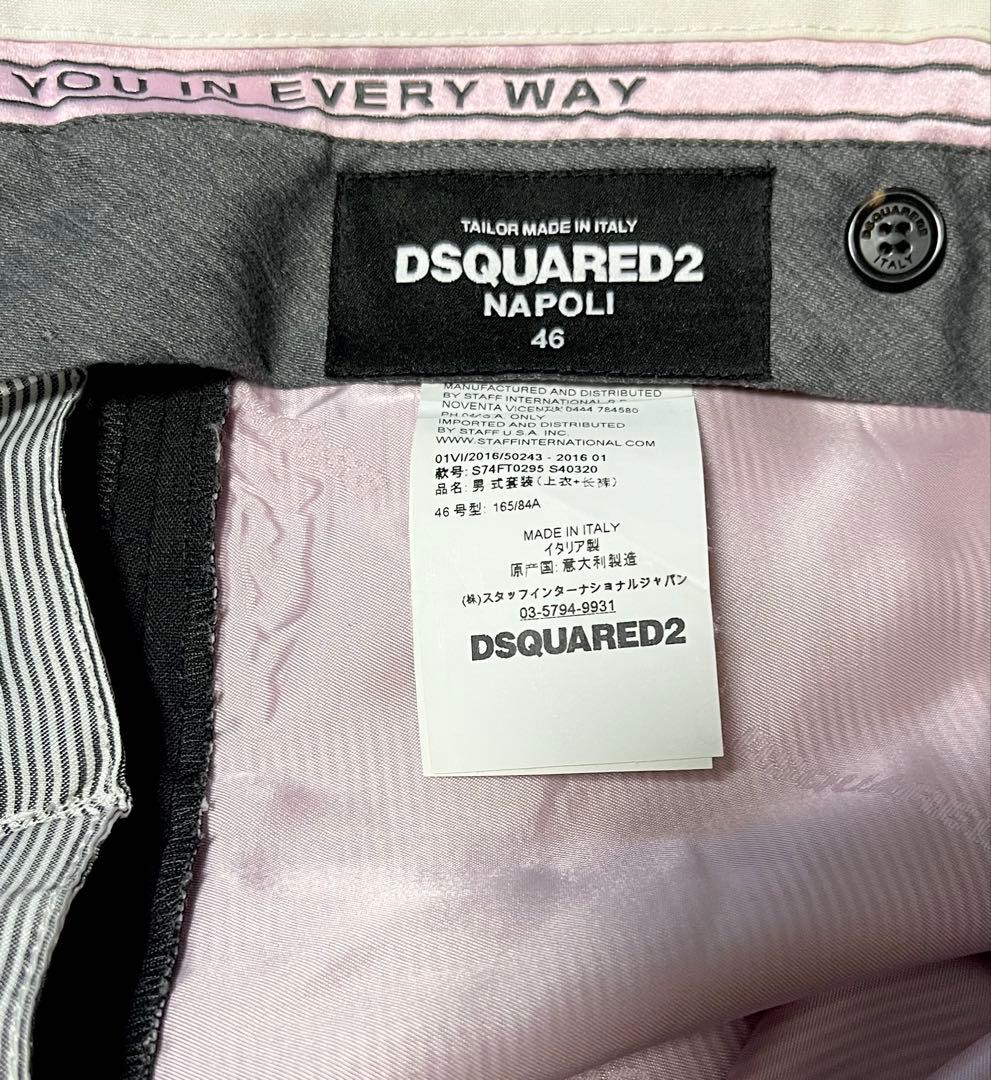 YOU IN EVERY WAY
TAILOR MADE IN ITALY
DSQUARED2
NAPOLI
46
DSQUARED2
ITALY
MANUFACTURED AND DISTRIBUTED
BY STAFF INTERNATIONAL
NOVENTA VICENTINA 0444 784580
ONLY
IMPORTED AND DISTRIBUTED
BY STAFF U.S.A. INC.
WWW.STAFFINTERNATIONAL.COM
01VI/2016/50243 - 2016 01
款号: S74FT0295 S40320
品名: 男式套装(上衣+长裤)
46 号型: 165/84A
MADE IN ITALY
イタリア製
原产国: 意大利製造
(株)スタッフインターナショナルジャパン
03-5794-9931
DSQUARED2